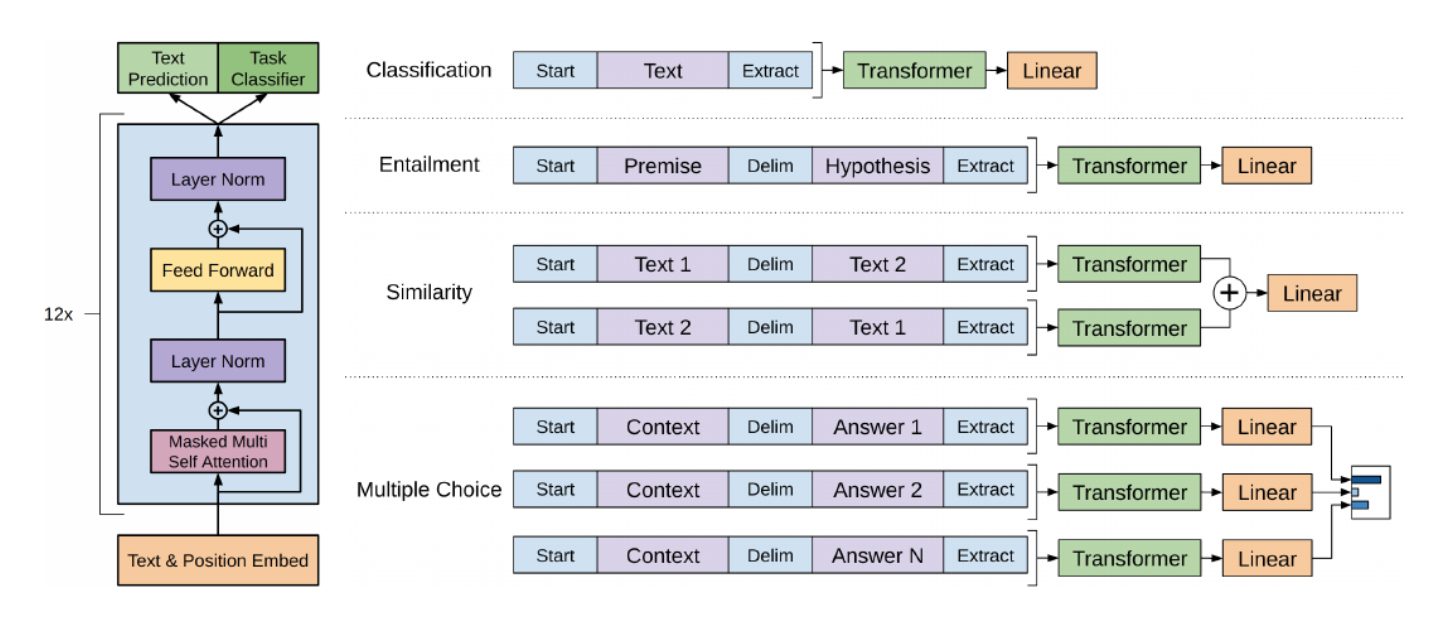 Text
Prediction
Task
Classifier
Layer Norm
Feed Forward
12x
Layer Norm
Masked Multi
Self Attention
Text & Position Embed
Classification Start Text Extract Transformer Linear
Entailment Start Premise Delim Hypothesis Extract Transformer Linear
Similarity
Start Text 1 Delim Text 2 Extract Transformer
Linear
Start Text 2 Delim Text 1 Extract Transformer
Multiple Choice
Start Context Delim Answer 1 Extract Transformer Linear
Start Context Delim Answer 2 Extract Transformer Linear
Start Context Delim Answer N Extract Transformer Linear